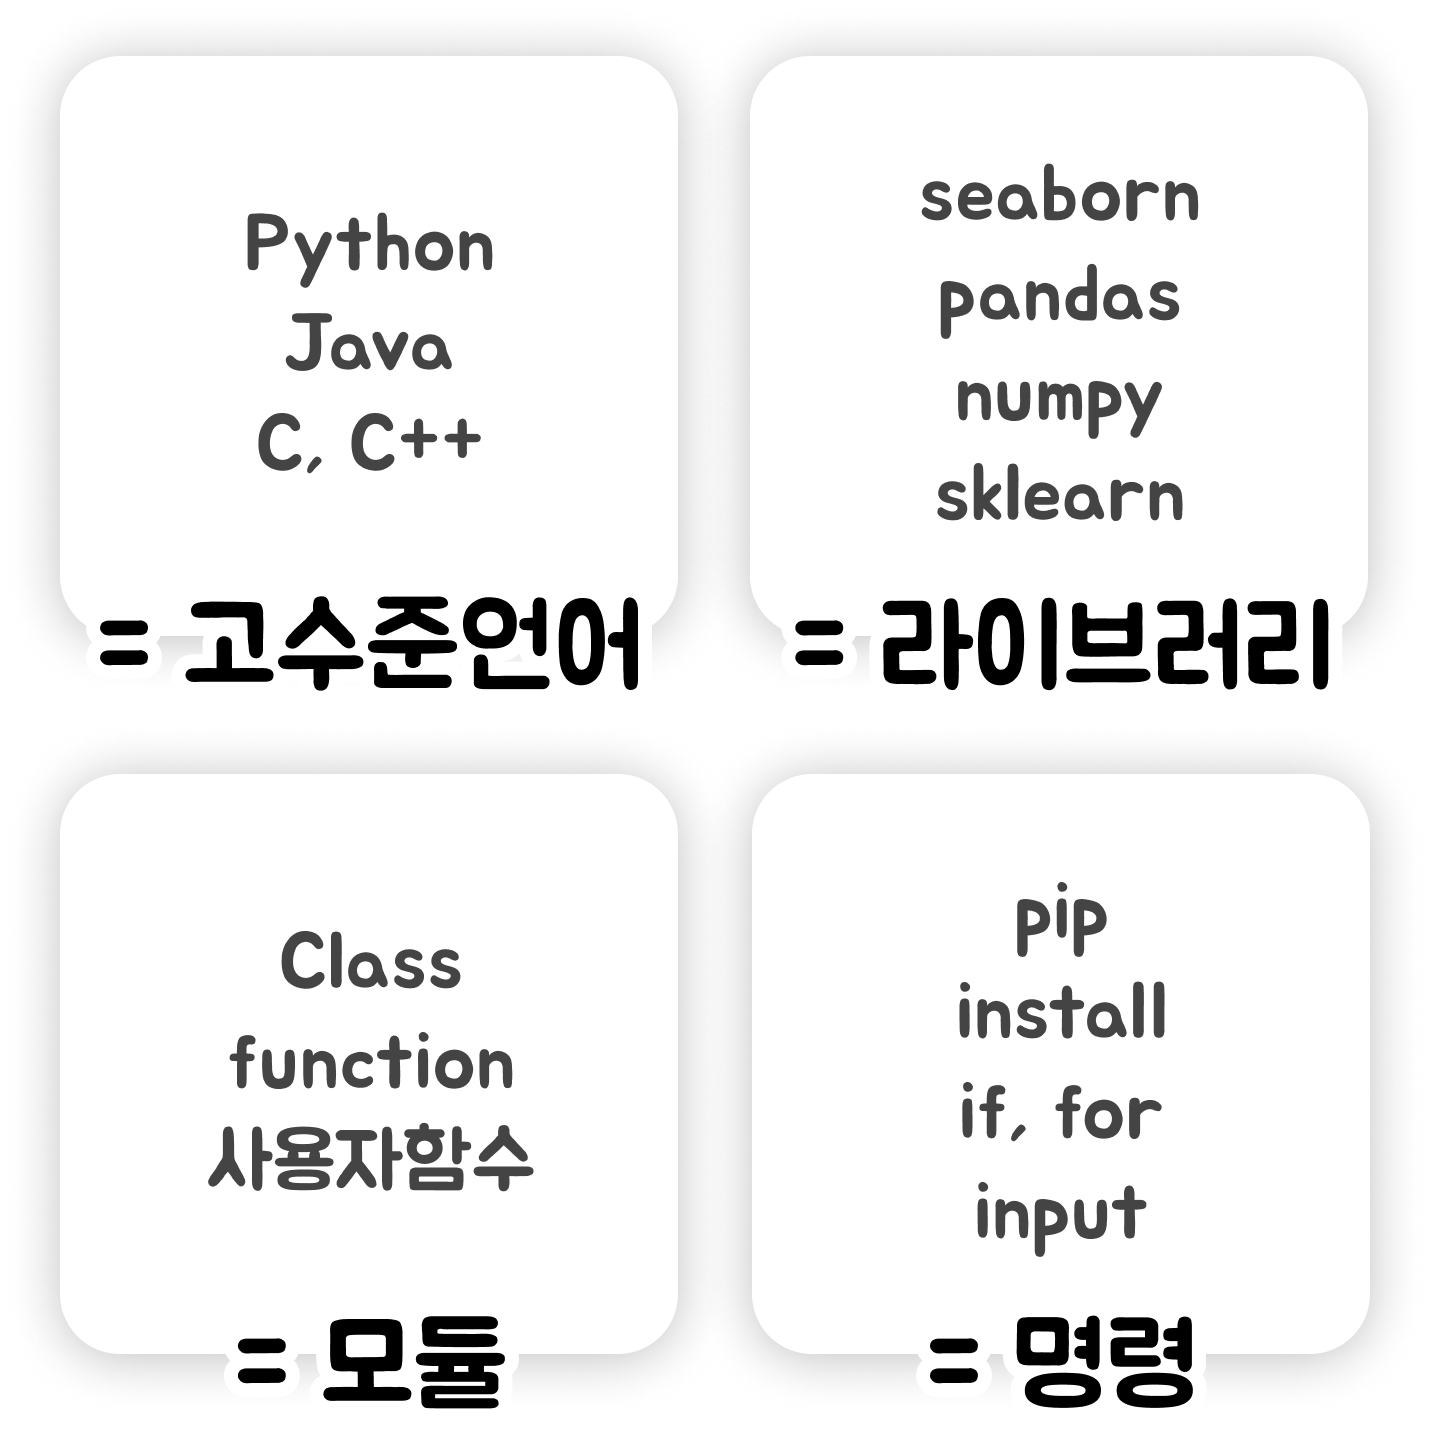 Python
Java
C, C++
= 고수준언어
seaborn
pandas
numpy
sklearn
= 라이브러리
Class
function
사용자함수
= 모듈
pip
install
if, for
input
= 명령